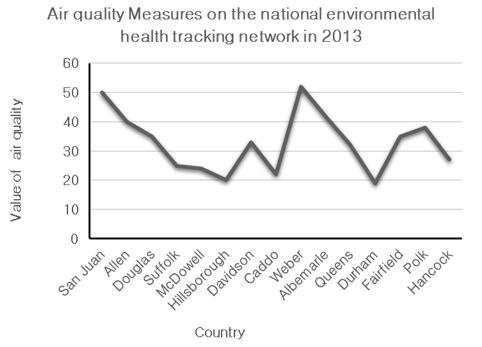 Air quality Measures on the national environmental
health tracking network in 2013
Value of air quality
60
50
40
30
20
10
0
San Juan
Allen
Douglas
Suffolk
McDowell
Hillsborough
Davidson
Caddo
Weber
Albemarle
Queens
Durham
Fairfield
Polk
Hancock
Country